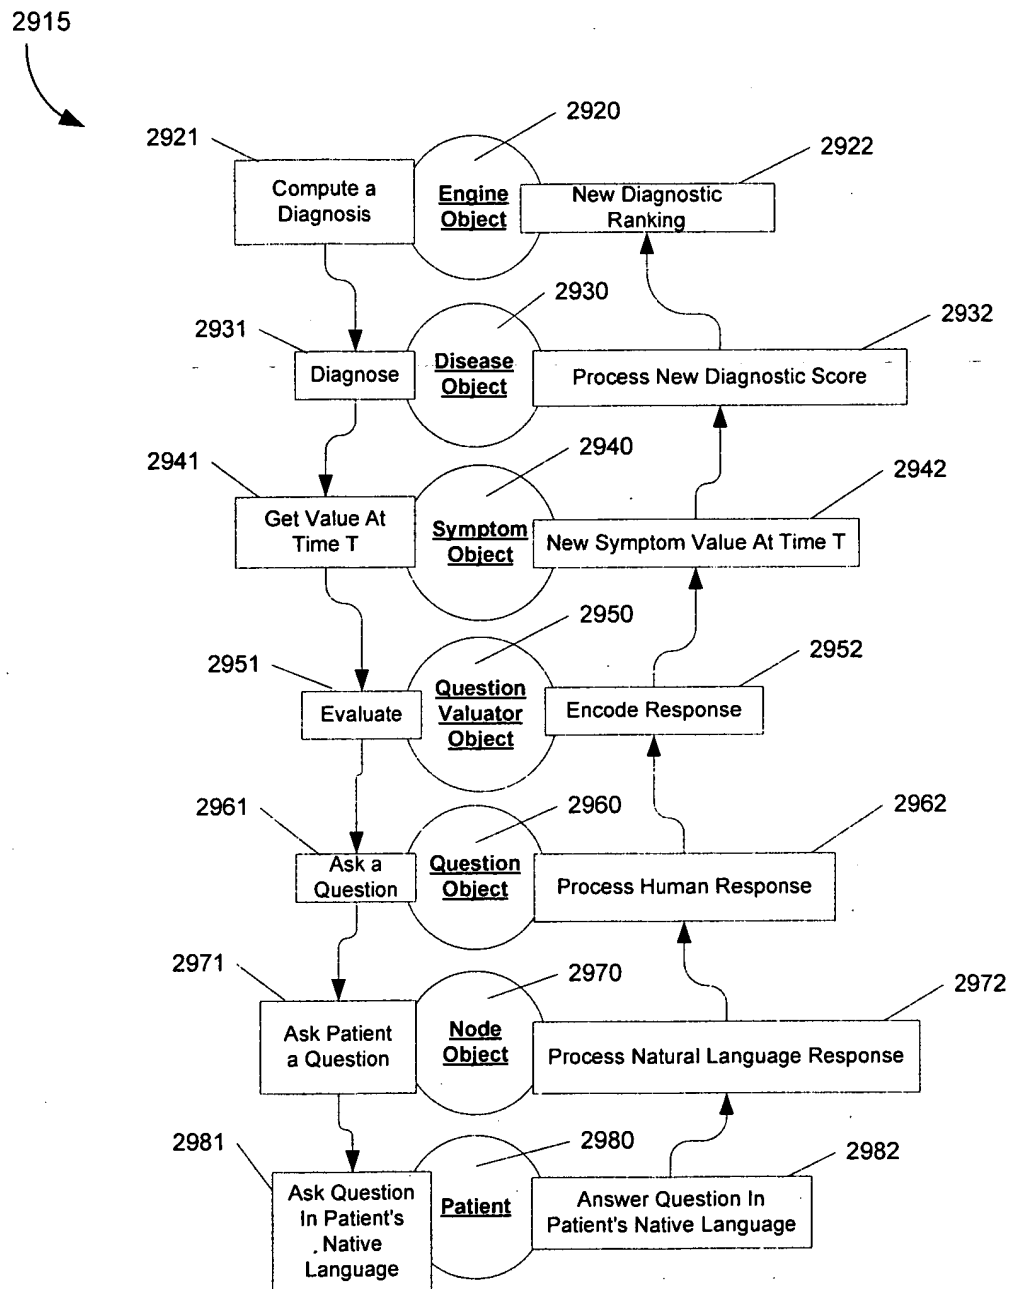 2915
2920
2921
2922
Compute a
Diagnosis
Engine
Object
New Diagnostic
Ranking
2930
2931
2932
Diagnose
Disease
Object
Process New Diagnostic Score
2940
2941
2942
Get Value At
Time T
Symptom
Object
New Symptom Value At Time T
2950
2951
2952
Evaluate
Question
Valuator
Object
Encode Response
2960
2961
2962
Ask a
Question
Question
Object
Process Human Response
2970
2971
2972
Ask Patient
a Question
Node
Object
Process Natural Language Response
2980
2981
2982
Ask Question
In Patient's
Native
Language
Patient
Answer Question In
Patient's Native Language